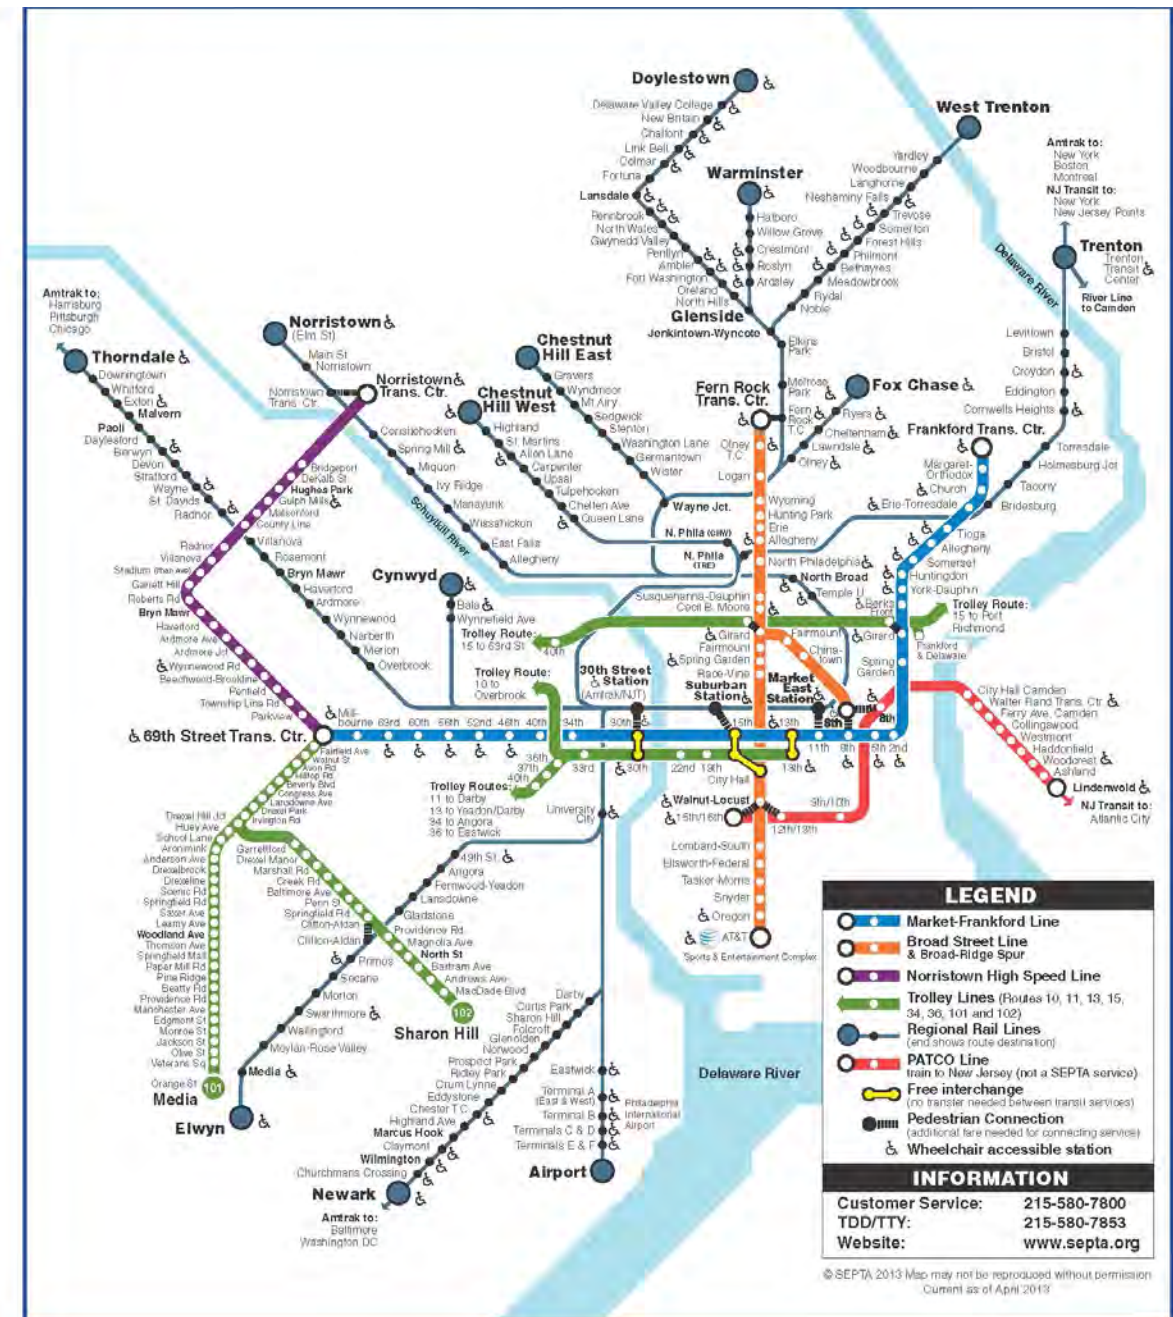 Doylestown
Delaware Valley College
New Britain
Chalfont
Link Belt
Colmar
Fortuna
Lansdale
Pennbrook
North Wales
Gwynedd Valley
Penllyn
Ambler
Fort Washington
Oreland
North Hills
Glenside
Jenkintown-Wyncote
Warminster
Hatboro
Willow Grove
Crestmont
Roslyn
Ardsley
West Trenton
Yardley
Woodbourne
Langhorne
Neshaminy Falls
Trevose
Somerton
Forest Hills
Philmont
Bethayres
Meadowbrook
Rydal
Noble
Elkins
Park
Melrose
Park
Fern
Rock
T.C.
Amtrak to:
New York
Boston
Montreal
NJ Transit to:
New York
New Jersey Points
Trenton
Trenton
Transit
Center
River Line
to Camden
Delaware River
Levittown
Bristol
Croydon
Eddington
Cornwells Heights
Torresdale
Holmesburg Jct
Tacony
Bridesburg
Amtrak to:
Harrisburg
Pittsburgh
Chicago
Thorndale
Downingtown
Whitford
Exton
Malvern
Paoli
Daylesford
Berwyn
Devon
Strafford
Wayne
St. Davids
Radnor
Villanova
Rosemont
Bryn Mawr
Haverford
Ardmore
Wynnewood
Narberth
Merion
Overbrook
Norristown
(Elm St)
Main St
Norristown
Norristown
Trans. Ctr.
Norristown
Trans. Ctr.
Conshohocken
Spring Mill
Miquon
Ivy Ridge
Manayunk
Wissahickon
East Falls
Allegheny
Schuylkill River
Bridgeport
DeKalb St
Hughes Park
Gulph Mills
Matsonford
County Line
Radnor
Villanova
Stadium (Ithan Ave)
Garrett Hill
Roberts Rd
Bryn Mawr
Haverford
Ardmore Ave
Ardmore Jct
Wynnewood Rd
Beechwood-Brookline
Penfield
Township Line Rd
Parkview
69th Street Trans. Ctr.
Chestnut
Hill East
Gravers
Wyndmoor
Mt Airy
Sedgwick
Stenton
Washington Lane
Germantown
Wister
Wayne Jct.
Chestnut
Hill West
Highland
St. Martins
Allen Lane
Carpenter
Upsal
Tulpehocken
Chelten Ave
Queen Lane
N. Phila (CHW)
N. Phila
(TRE)
Fern Rock
Trans. Ctr.
Olney
T.C.
Logan
Wyoming
Hunting Park
Erie
Allegheny
North Philadelphia
North Broad
Temple U
Susquehanna-Dauphin
Cecil B. Moore
Girard
Fairmount
Spring Garden
Race-Vine
Fairmount
China-
town
Fox Chase
Ryers
Cheltenham
Lawndale
Olney
Frankford Trans. Ctr.
Margaret-
Orthodox
Church
Erie-Torresdale
Tioga
Allegheny
Somerset
Huntingdon
York-Dauphin
Berks
Front
Girard
Frankford
& Delaware
Spring
Garden
Trolley Route:
15 to Port
Richmond
Cynwyd
Bala
Wynnefield Ave
Trolley Route:
15 to 63rd St
40th
Trolley Route:
10 to
Overbrook
30th Street
Station
(Amtrak/NJT)
Suburban
Station
Market
East
Station
8th
8th
Mill-
bourne
63rd
60th
56th
52nd
46th
40th
34th
30th
15th
13th
11th
8th
5th
2nd
36th
37th
40th
33rd
30th
22nd
19th
13th
City Hall
Trolley Routes:
11 to Darby
13 to Yeadon/Darby
34 to Angora
36 to Eastwick
University
City
Walnut-Locust
15th/16th
12th/13th
9th/10th
Lombard-South
Ellsworth-Federal
Tasker-Morris
Snyder
Oregon
AT&T
Sports & Entertainment Complex
City Hall Camden
Walter Rand Trans. Ctr.
Ferry Ave. Camden
Collingswood
Westmont
Haddonfield
Woodcrest
Ashland
Lindenwold
NJ Transit to:
Atlantic City
Fairfield Ave
Walnut St
Avon Rd
Hilltop Rd
Beverly Blvd
Congress Ave
Lansdowne Ave
Drexel Park
Irvington Rd
Drexel Hill Jct
Huey Ave
School Lane
Aronimink
Anderson Ave
Drexelbrook
Drexeline
Scenic Rd
Springfield Rd
Saxer Ave
Leamy Ave
Woodland Ave
Thomson Ave
Springfield Mall
Paper Mill Rd
Pine Ridge
Beatty Rd
Providence Rd
Manchester Ave
Edgmont St
Monroe St
Jackson St
Olive St
Veterans Sq
Orange St
101
Media
Garrettford
Drexel Manor
Marshall Rd
Creek Rd
Baltimore Ave
Penn St
Springfield Rd
Clifton-Aldan
Providence Rd
Magnolia Ave
North St
Bartram Ave
Andrews Ave
MacDade Blvd
102
Sharon Hill
49th St
Angora
Fernwood-Yeadon
Lansdowne
Gladstone
Clifton-Aldan
Primos
Secane
Morton
Swarthmore
Wallingford
Moylan-Rose Valley
Media
Elwyn
Darby
Curtis Park
Sharon Hill
Folcroft
Glenolden
Norwood
Prospect Park
Ridley Park
Crum Lynne
Eddystone
Chester T.C.
Highland Ave
Marcus Hook
Claymont
Wilmington
Churchmans Crossing
Newark
Amtrak to:
Baltimore
Washington DC
Eastwick
Terminal A
(East & West)
Terminal B
Terminals C & D
Terminals E & F
Philadelphia
International
Airport
Airport
Delaware River
LEGEND
Market-Frankford Line
Broad Street Line
& Broad-Ridge Spur
Norristown High Speed Line
Trolley Lines (Routes 10, 11, 13, 15,
34, 36, 101 and 102)
Regional Rail Lines
(end shows route destination)
PATCO Line
train to New Jersey (not a SEPTA service)
Free interchange
(no transfer needed between transit services)
Pedestrian Connection
(additional fare needed for connecting service)
Wheelchair accessible station
INFORMATION
Customer Service: 215-580-7800
TDD/TTY: 215-580-7853
Website: www.septa.org
© SEPTA 2013 Map may not be reproduced without permission
Current as of April 2013